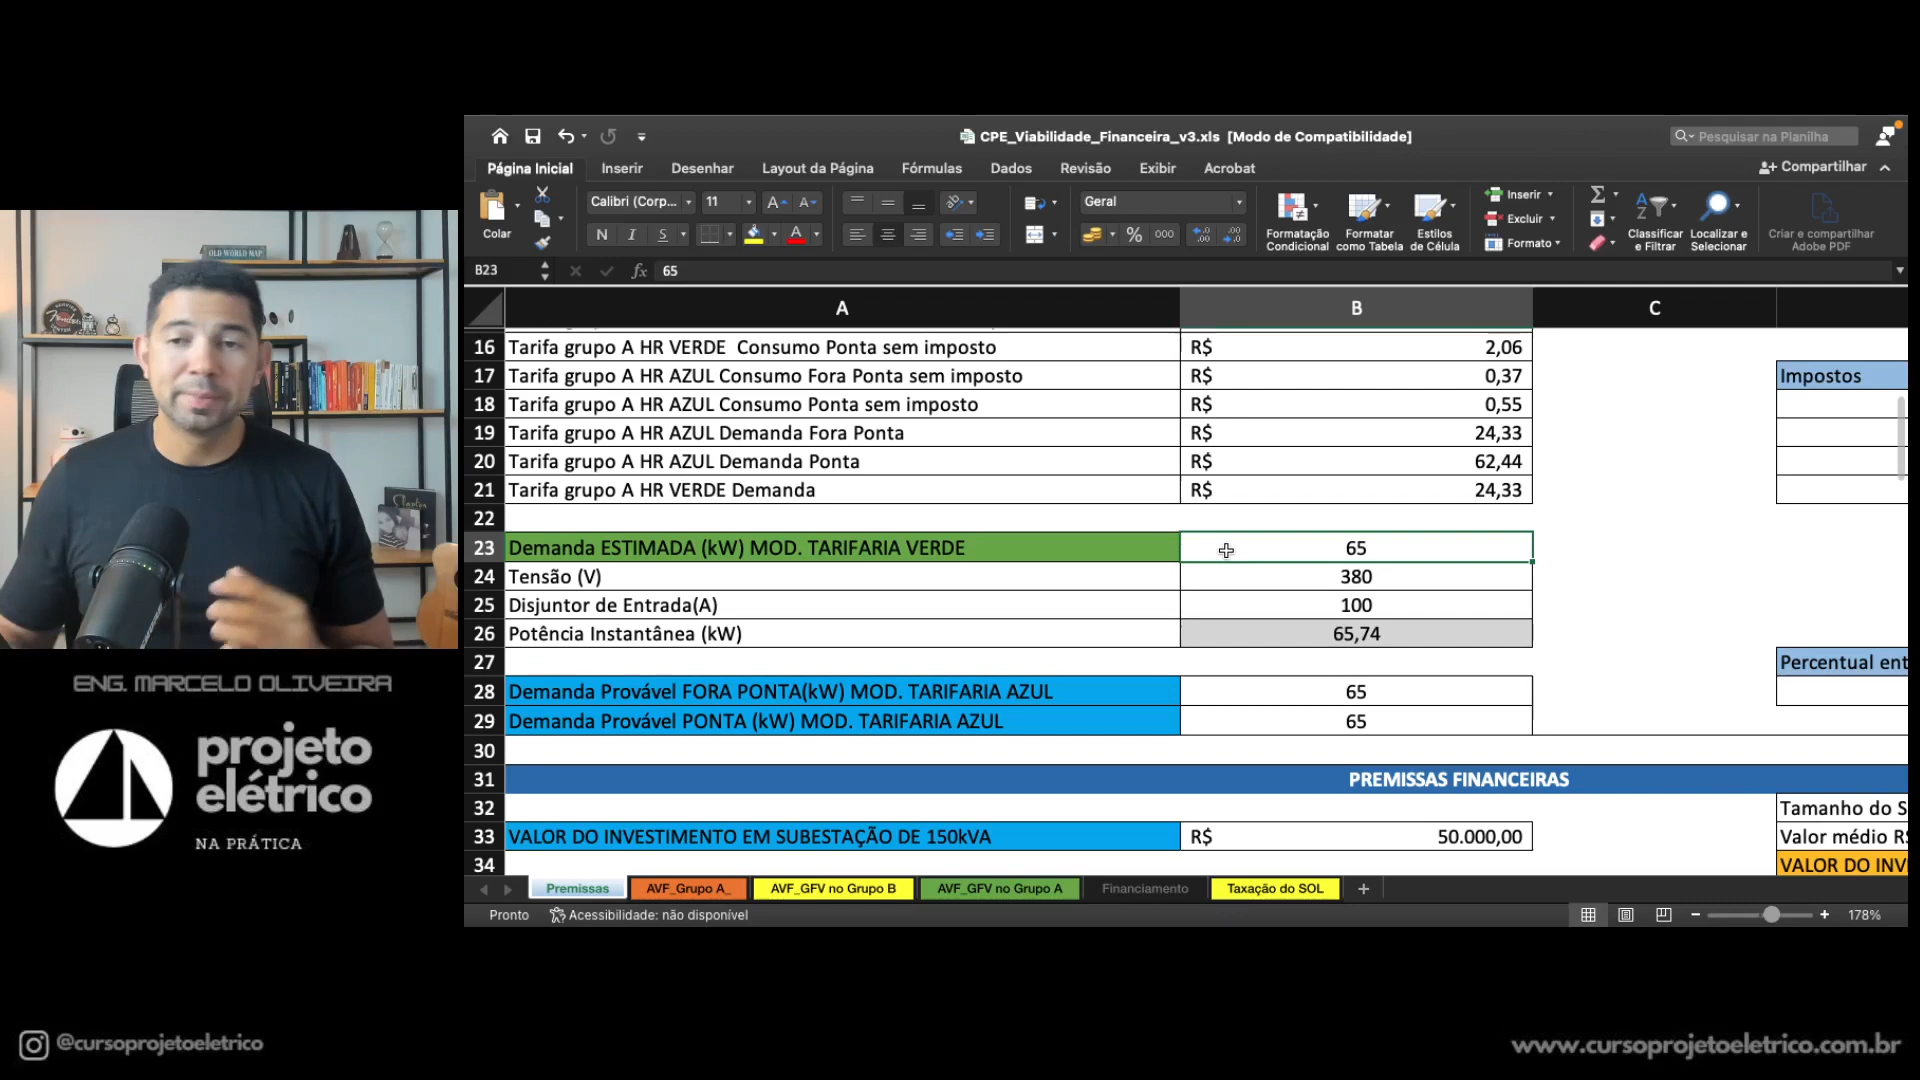 CPE_Viabilidade_Financeira_v3.xls [Modo de Compatibilidade]
Pesquisar na Planilha
Página Inicial Inserir Desenhar Layout da Página Fórmulas Dados Revisão Exibir Acrobat
Compartilhar
Colar
Calibri (Corp... 11
N I S
Geral
% 000
Formatação Condicional
Formatar como Tabela
Estilos de Célula
Inserir
Excluir
Formato
Classificar e Filtrar
Localizar e Selecionar
Criar e compartilhar Adobe PDF
B23 fx 65
A B C
16 Tarifa grupo A HR VERDE Consumo Ponta sem imposto R$ 2,06
17 Tarifa grupo A HR AZUL Consumo Fora Ponta sem imposto R$ 0,37 Impostos
18 Tarifa grupo A HR AZUL Consumo Ponta sem imposto R$ 0,55
19 Tarifa grupo A HR AZUL Demanda Fora Ponta R$ 24,33
20 Tarifa grupo A HR AZUL Demanda Ponta R$ 62,44
21 Tarifa grupo A HR VERDE Demanda R$ 24,33
22
23 Demanda ESTIMADA (kW) MOD. TARIFARIA VERDE 65
24 Tensão (V) 380
25 Disjuntor de Entrada(A) 100
26 Potência Instantânea (kW) 65,74
27 Percentual ent
28 Demanda Provável FORA PONTA(kW) MOD. TARIFARIA AZUL 65
29 Demanda Provável PONTA (kW) MOD. TARIFARIA AZUL 65
30
31 PREMISSAS FINANCEIRAS
32 Tamanho do S
33 VALOR DO INVESTIMENTO EM SUBESTAÇÃO DE 150kVA R$ 50.000,00 Valor médio R$
34 VALOR DO INV
Premissas AVF_Grupo A_ AVF_GFV no Grupo B AVF_GFV no Grupo A Financiamento Taxação do SOL
Pronto Acessibilidade: não disponível 178%
OLD WORLD MAP
Fender
ENG. MARCELO OLIVEIRA
projeto
elétrico
NA PRÁTICA
@cursoprojetoeletrico
www.cursoprojetoeletrico.com.br